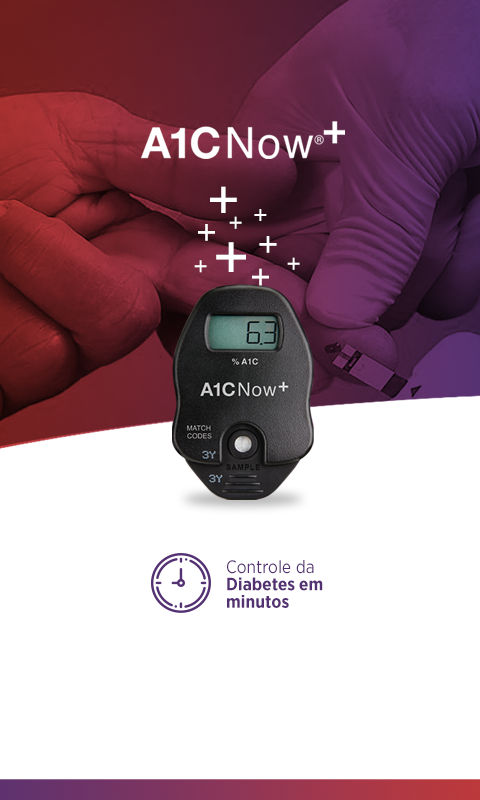 A1CNow®+
6.3
% A1C
A1CNow+
MATCH
CODES
3Y
SAMPLE
3Y
Controle da
Diabetes em
minutos